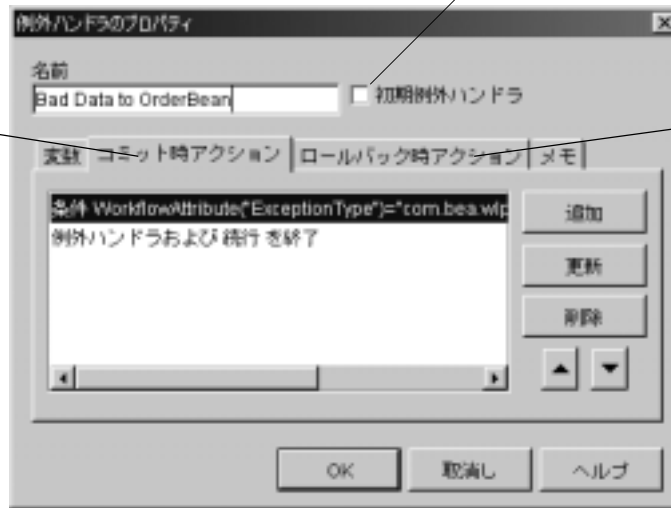 例外ハンドラのプロパティ
名前
Bad Data to OrderBean
初期例外ハンドラ
変数 コミット時アクション ロールバック時アクション メモ
条件 WorkflowAttribute("ExceptionType")="com.bea.wlp
例外ハンドラおよび 続行 を終了
追加
更新
削除
OK 取消し ヘルプ